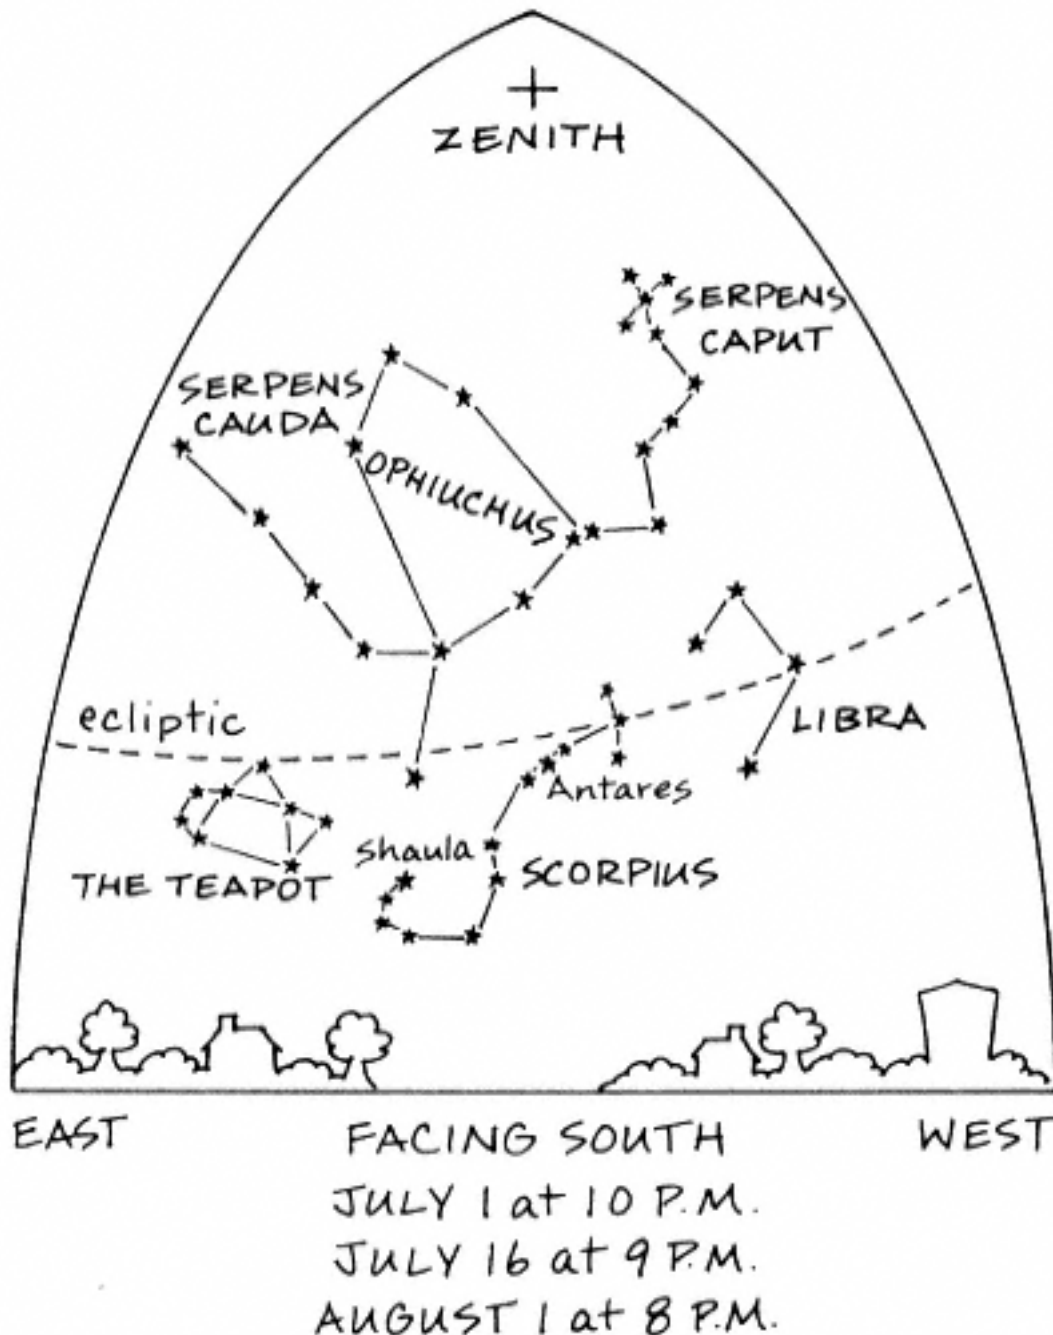 ZENITH
SERPENS
CAPUT
SERPENS
CAUDA
OPHIUCHUS
ecliptic
LIBRA
Antares
Shaula
SCORPIUS
THE TEAPOT
EAST
FACING SOUTH
WEST
JULY 1 at 10 P.M.
JULY 16 at 9 P.M.
AUGUST 1 at 8 P.M.